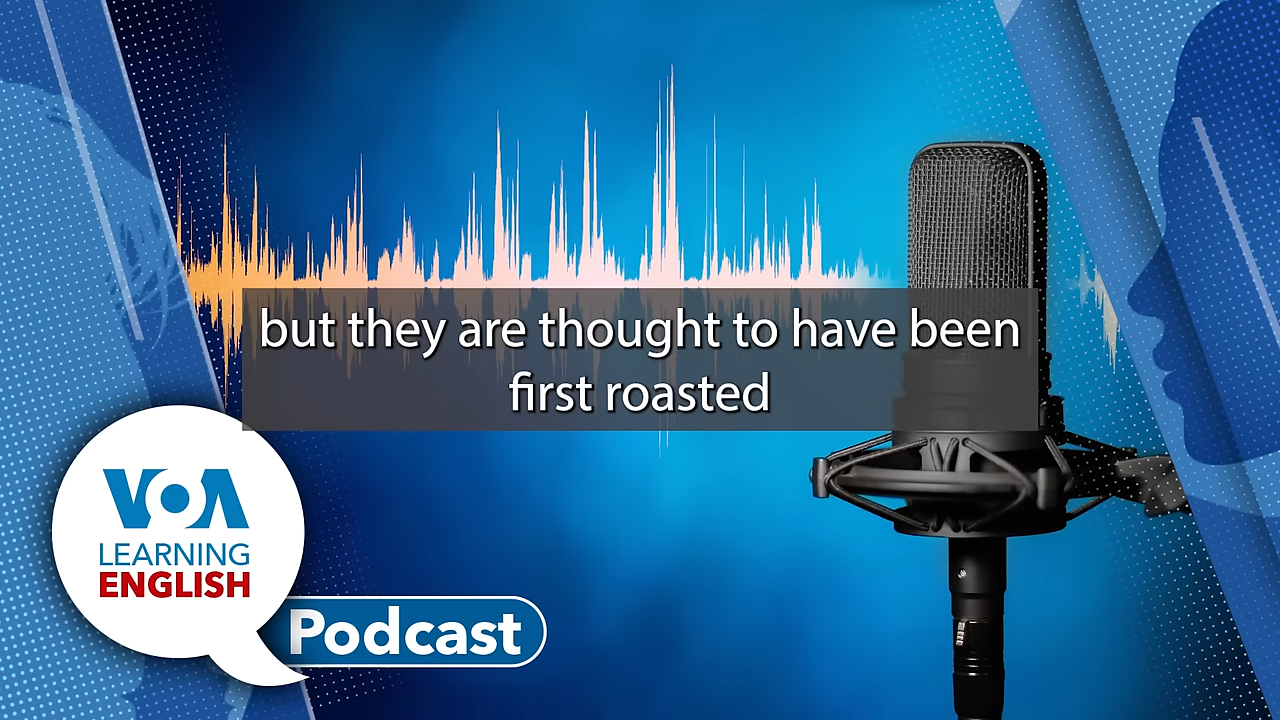 but they are thought to have been
first roasted
VOA
LEARNING
ENGLISH
Podcast